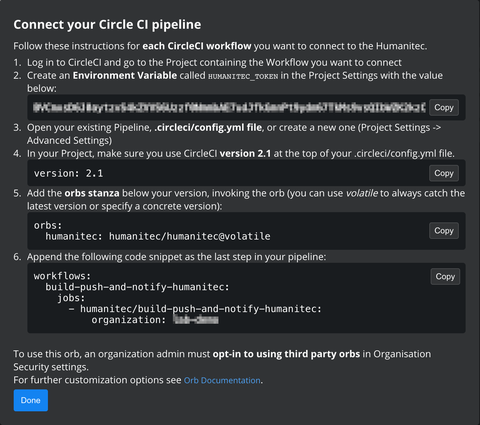 Connect your Circle CI pipeline
Follow these instructions for each CircleCI workflow you want to connect to the Humanitec.
1. Log in to CircleCI and go to the Project containing the Workflow you want to connect
2. Create an Environment Variable called HUMANITEC_TOKEN in the Project Settings with the value
below:
Copy
3. Open your existing Pipeline, .circleci/config.yml file, or create a new one (Project Settings ->
Advanced Settings)
4. In your Project, make sure you use CircleCI version 2.1 at the top of your .circleci/config.yml file.
version: 2.1
Copy
5. Add the orbs stanza below your version, invoking the orb (you can use volatile to always catch the
latest version or specify a concrete version):
orbs:
humanitec: humanitec/humanitec@volatile
Copy
6. Append the following code snippet as the last step in your pipeline:
workflows:
Copy
build-push-and-notify-humanitec:
jobs:
- humanitec/build-push-and-notify-humanitec:
organization:
To use this orb, an organization admin must opt-in to using third party orbs in Organisation
Security settings.
For further customization options see Orb Documentation.
Done